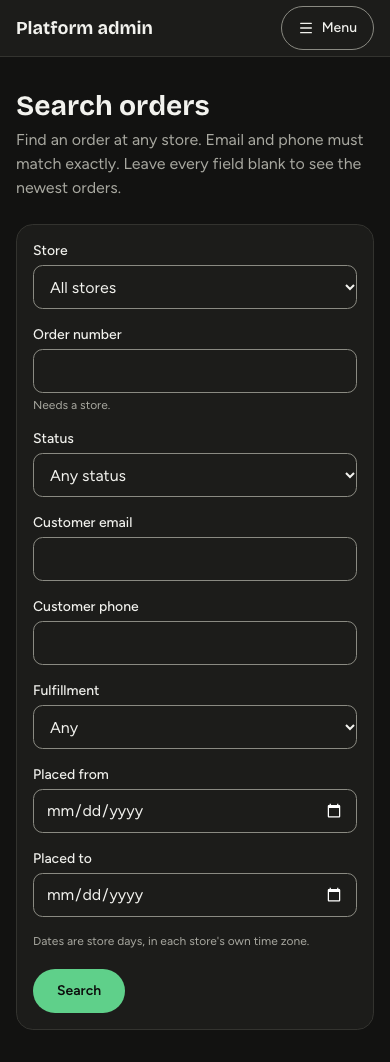 Platform admin
Menu
Search orders
Find an order at any store. Email and phone must
match exactly. Leave every field blank to see the
newest orders.
Store
All stores
Order number
Needs a store.
Status
Any status
Customer email
Customer phone
Fulfillment
Any
Placed from
mm/dd/yyyy
Placed to
mm/dd/yyyy
Dates are store days, in each store's own time zone.
Search